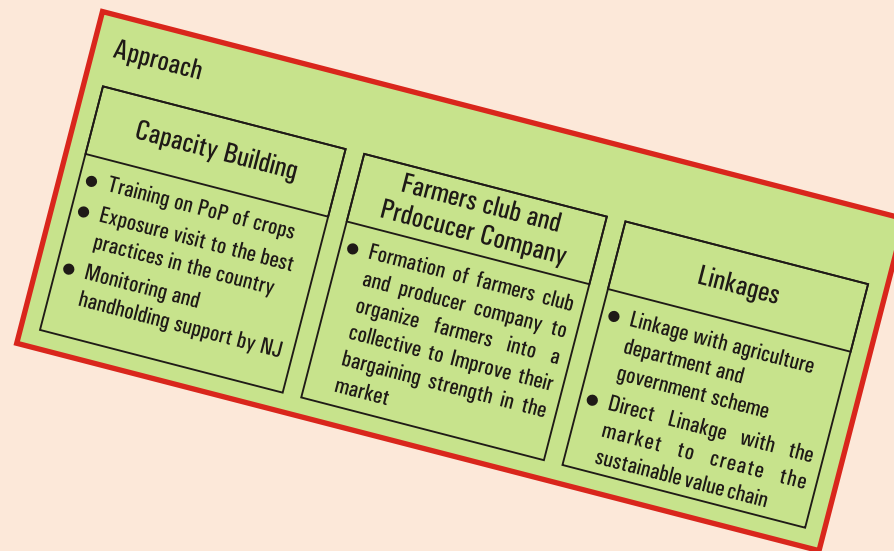 Approach
Capacity Building
● Training on PoP of crops
● Exposure visit to the best
practices in the country
● Monitoring and
handholding support by NJ
Farmers club and
Prdocucer Company
● Formation of farmers club
and producer company to
organize farmers into a
collective to Improve their
bargaining strength in the
market
Linkages
● Linkage with agriculture
department and
government scheme
● Direct Linakge with the
market to create the
sustainable value chain